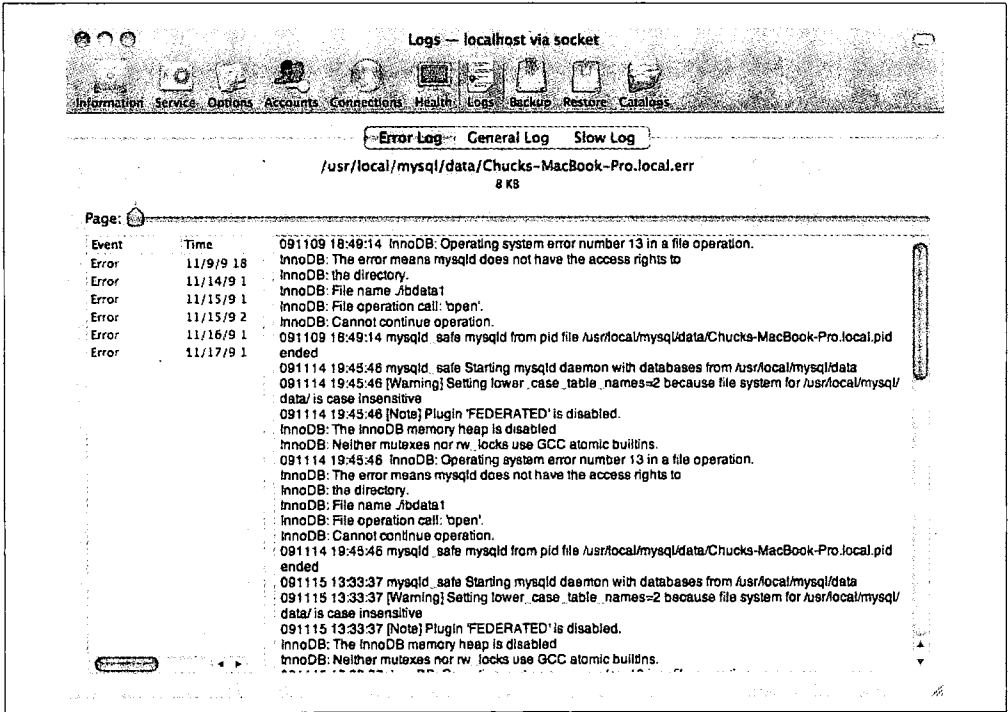 Logs — localhost via socket
Information Service Options Accounts Connections Health Logs Backup Restore Catalogs
Error Log General Log Slow Log
/usr/local/mysql/data/Chucks-MacBook-Pro.local.err
8 KB
Page:
Event Time
Error 11/9/9 18
Error 11/14/9 1
Error 11/15/9 1
Error 11/15/9 2
Error 11/16/9 1
Error 11/17/9 1
091109 18:49:14 InnoDB: Operating system error number 13 in a file operation.
InnoDB: The error means mysqld does not have the access rights to
InnoDB: the directory.
InnoDB: File name ./ibdata1
InnoDB: File operation call: 'open'.
InnoDB: Cannot continue operation.
091109 18:49:14 mysqld_safe mysqld from pid file /usr/local/mysql/data/Chucks-MacBook-Pro.local.pid
ended
091114 19:45:46 mysqld_safe Starting mysqld daemon with databases from /usr/local/mysql/data
091114 19:45:46 [Warning] Setting lower_case_table_names=2 because file system for /usr/local/mysql/
data/ is case insensitive
091114 19:45:46 [Note] Plugin 'FEDERATED' is disabled.
InnoDB: The InnoDB memory heap is disabled
InnoDB: Neither mutexes nor rw_locks use GCC atomic builtins.
091114 19:45:46 InnoDB: Operating system error number 13 in a file operation.
InnoDB: The error means mysqld does not have the access rights to
InnoDB: the directory.
InnoDB: File name ./ibdata1
InnoDB: File operation call: 'open'.
InnoDB: Cannot continue operation.
091114 19:45:46 mysqld_safe mysqld from pid file /usr/local/mysql/data/Chucks-MacBook-Pro.local.pid
ended
091115 13:33:37 mysqld_safe Starting mysqld daemon with databases from /usr/local/mysql/data
091115 13:33:37 [Warning] Setting lower_case_table_names=2 because file system for /usr/local/mysql/
data/ is case insensitive
091115 13:33:37 [Note] Plugin 'FEDERATED' is disabled.
InnoDB: The InnoDB memory heap is disabled
InnoDB: Neither mutexes nor rw_locks use GCC atomic builtins.